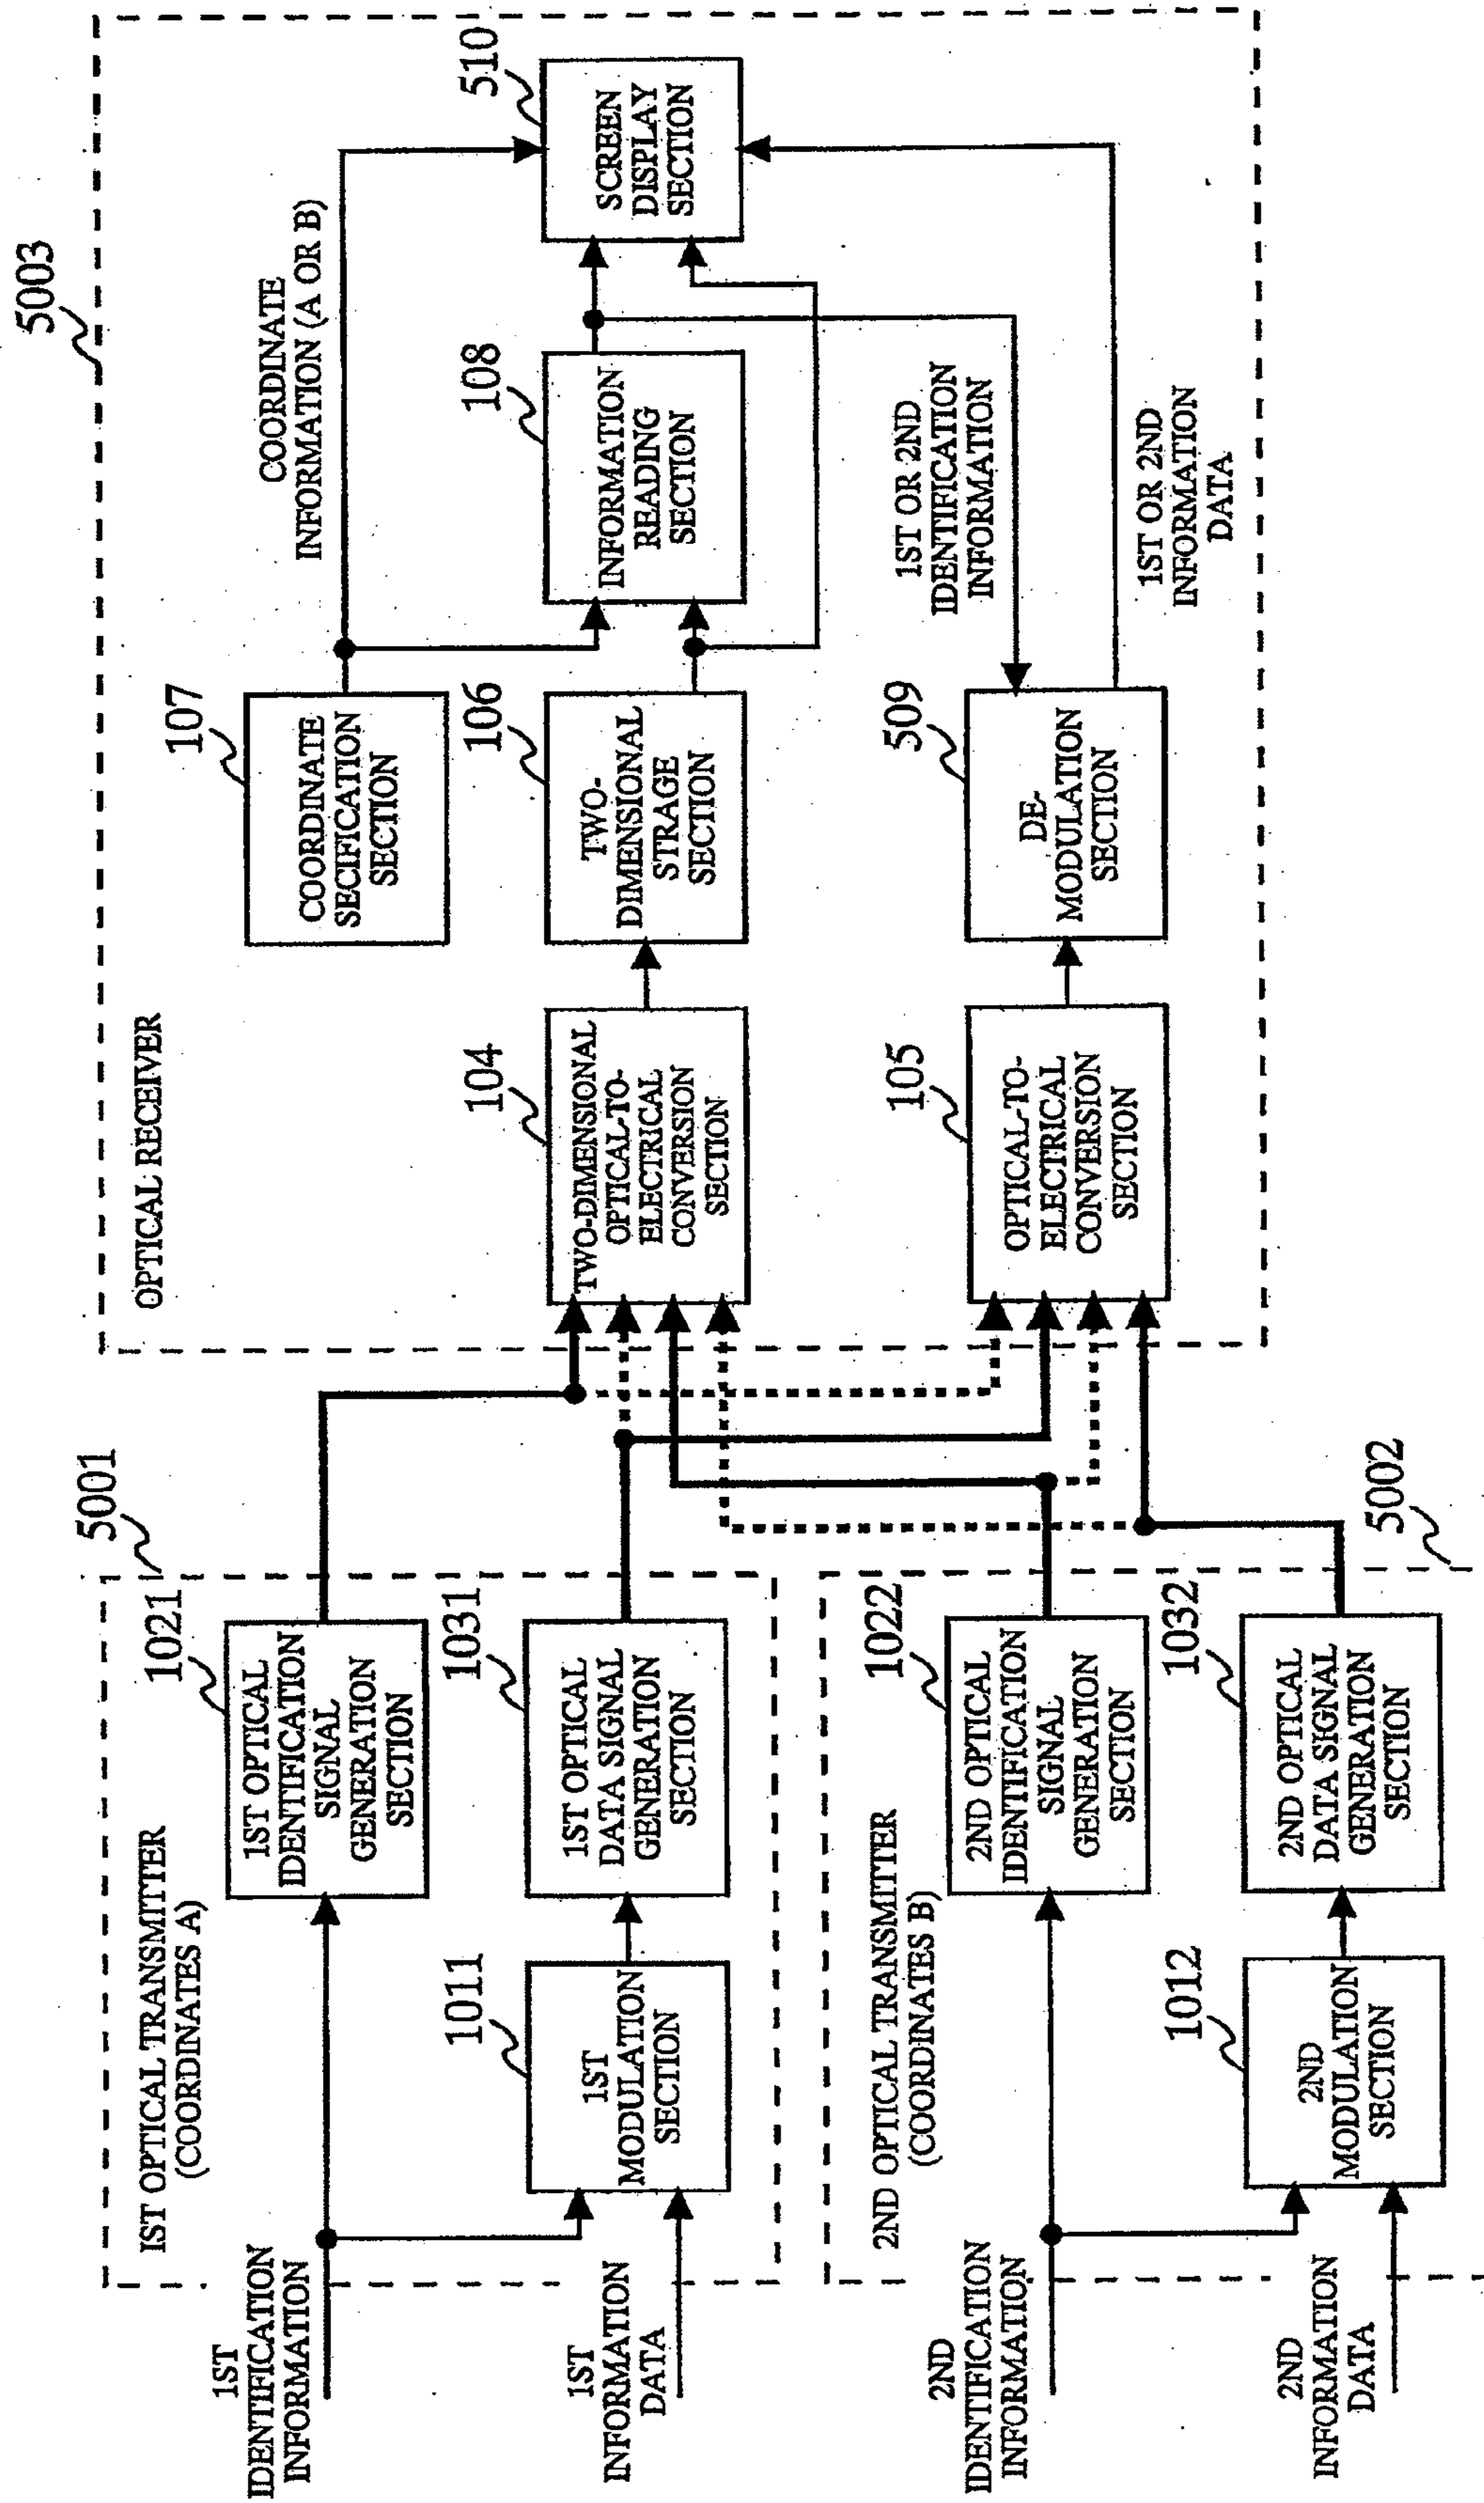 5003
OPTICAL RECEIVER
COORDINATE
INFORMATION (A OR B)
107
COORDINATE
SECIFICATION
SECTION
510
SCREEN
DISPLAY
SECTION
108
INFORMATION
READING
SECTION
106
TWO-
DIMENSIONAL
STRAGE
SECTION
104
TWO-DIMENSIONAL
OPTICAL-TO-
ELECTRICAL
CONVERSION
SECTION
1ST OR 2ND
IDENTIFICATION
INFORMATION
509
DE-
MODULATION
SECTION
105
OPTICAL-TO-
ELECTRICAL
CONVERSION
SECTION
1ST OR 2ND
INFORMATION
DATA
5001
1ST OPTICAL TRANSMITTER
(COORDINATES A)
1ST
IDENTIFICATION
INFORMATION
1021
1ST OPTICAL
IDENTIFICATION
SIGNAL
GENERATION
SECTION
1ST
INFORMATION
DATA
1011
1ST
MODULATION
SECTION
1031
1ST OPTICAL
DATA SIGNAL
GENERATION
SECTION
5002
2ND OPTICAL TRANSMITTER
(COORDINATES B)
2ND
IDENTIFICATION
INFORMATION
1022
2ND OPTICAL
IDENTIFICATION
SIGNAL
GENERATION
SECTION
2ND
INFORMATION
DATA
1012
2ND
MODULATION
SECTION
1032
2ND OPTICAL
DATA SIGNAL
GENERATION
SECTION